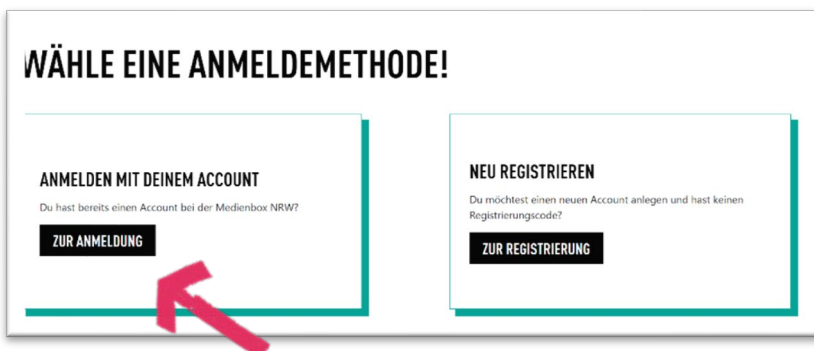 WÄHLE EINE ANMELDEMETHODE!
ANMELDEN MIT DEINEM ACCOUNT
Du hast bereits einen Account bei der Medienbox NRW?
ZUR ANMELDUNG
NEU REGISTRIEREN
Du möchtest einen neuen Account anlegen und hast keinen
Registrierungscode?
ZUR REGISTRIERUNG